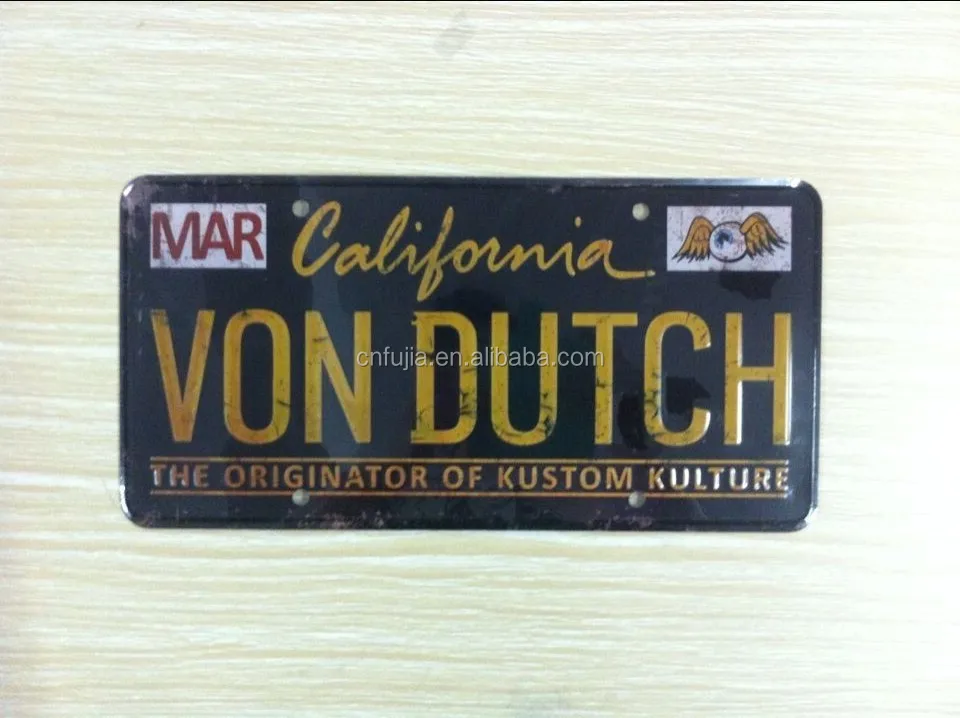 MAR California
VON DUTCH
cnfujia.en.alibaba.com
THE ORIGINATOR OF KUSTOM KULTURE